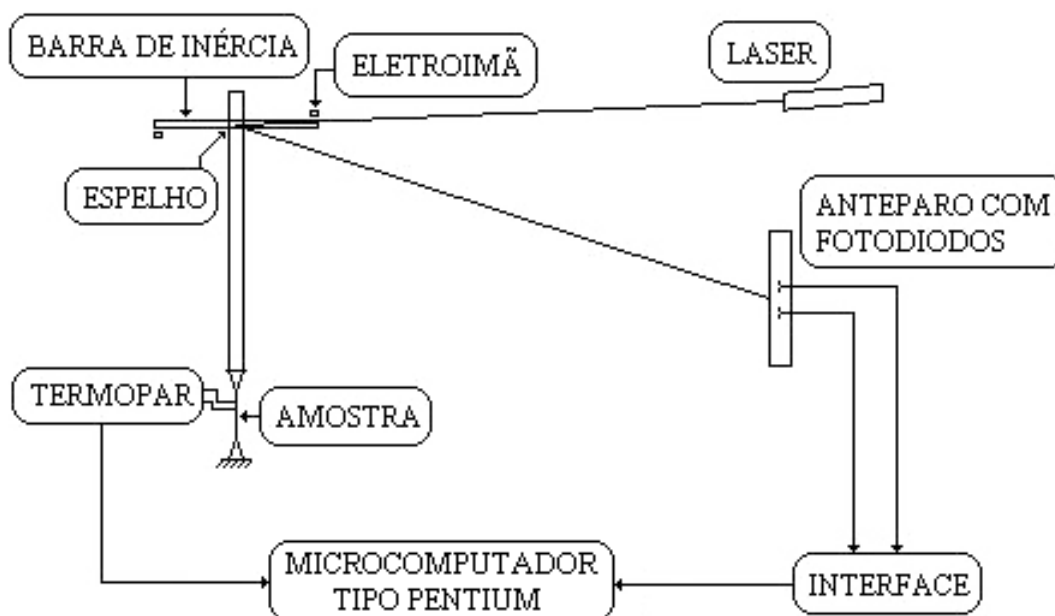 BARRA DE INÉRCIA
ELETROIMÃ
LASER
ESPELHO
ANTEPARO COM
FOTODIODOS
TERMOPAR
AMOSTRA
MICROCOMPUTADOR
TIPO PENTIUM
INTERFACE